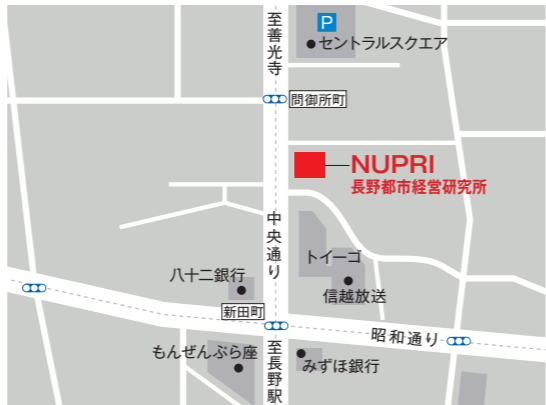 至善光寺
P
セントラルスクエア
問御所町
NUPRI
長野都市経営研究所
中央通り
トイーゴ
八十二銀行
信越放送
新田町
昭和通り
もんぜんぷら座
至長野駅
みずほ銀行